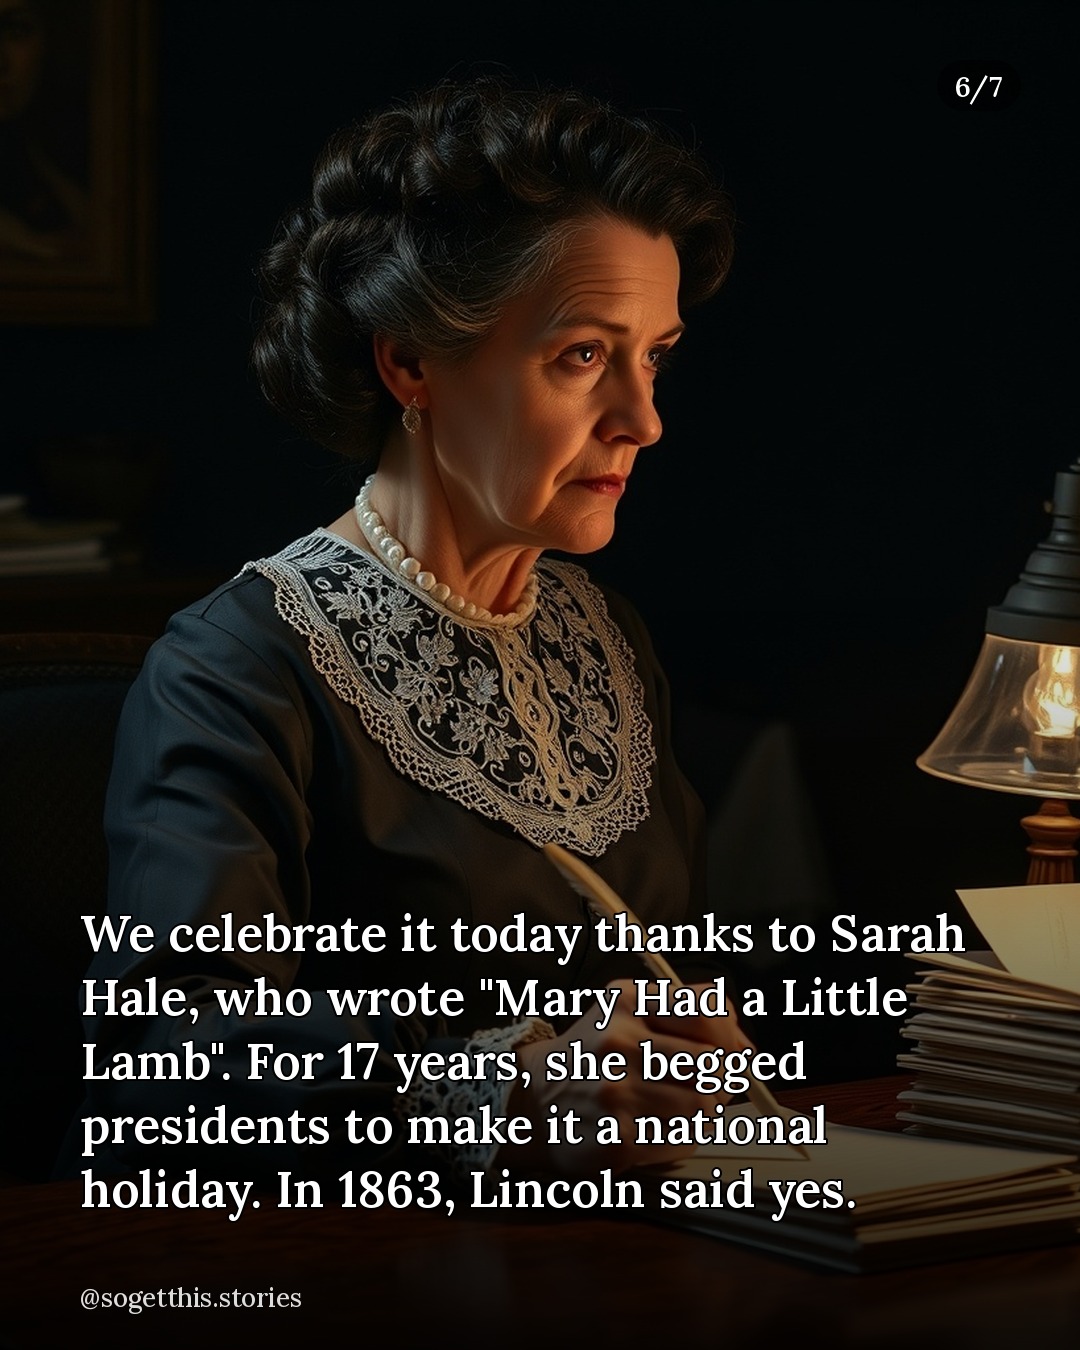 6/7
We celebrate it today thanks to Sarah
Hale, who wrote "Mary Had a Little
Lamb". For 17 years, she begged
presidents to make it a national
holiday. In 1863, Lincoln said yes.
@sogetthis.stories